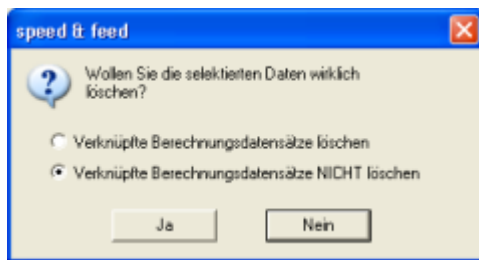 speed & feed
Wollen Sie die selektierten Daten wirklich
löschen?
Verknüpfte Berechnungsdatensätze löschen
Verknüpfte Berechnungsdatensätze NICHT löschen
Ja
Nein